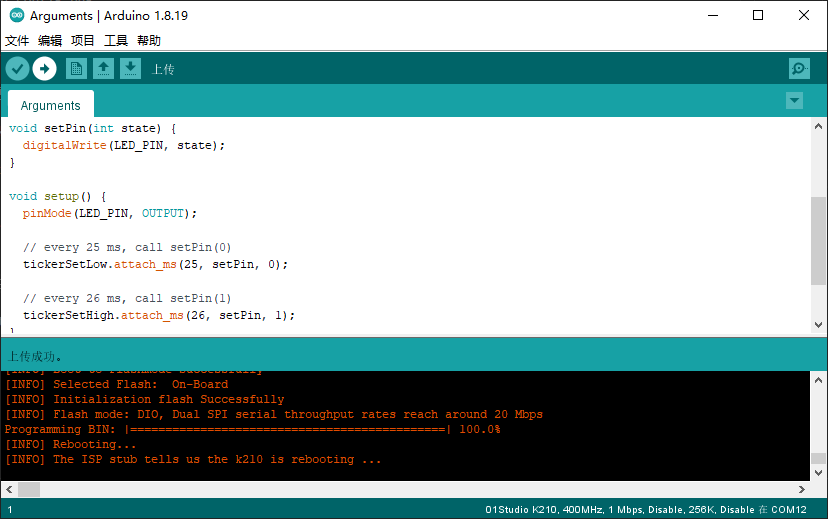 Arguments | Arduino 1.8.19
文件 编辑 项目 工具 帮助
上传
Arguments
void setPin(int state) {
  digitalWrite(LED_PIN, state);
}
void setup() {
  pinMode(LED_PIN, OUTPUT);
  // every 25 ms, call setPin(0)
  tickerSetLow.attach_ms(25, setPin, 0);
  // every 26 ms, call setPin(1)
  tickerSetHigh.attach_ms(26, setPin, 1);
}
上传成功。
[INFO] Selected Flash:  On-Board
[INFO] Initialization flash Successfully
[INFO] Flash mode: DIO, Dual SPI serial throughput rates reach around 20 Mbps
Programming BIN: |=============================================| 100.0%
[INFO] Rebooting...
[INFO] The ISP stub tells us the k210 is rebooting ...
1
01Studio K210, 400MHz, 1 Mbps, Disable, 256K, Disable 在 COM12